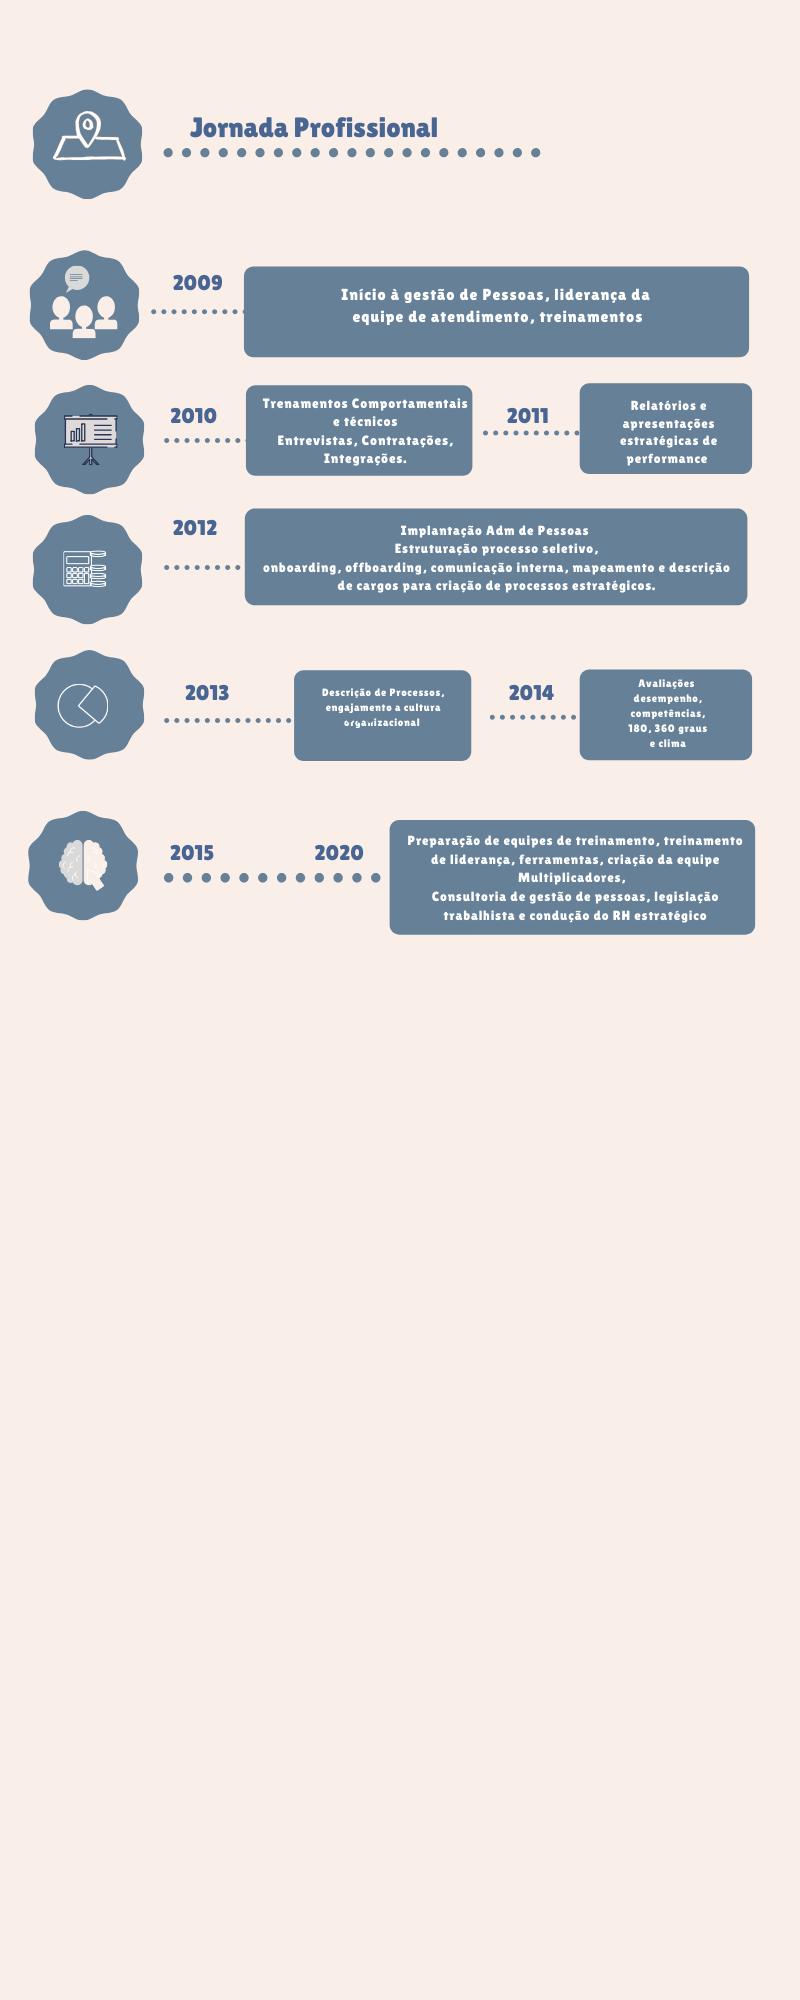 Jornada Profissional
2009
Início à gestão de Pessoas, liderança da
equipe de atendimento, treinamentos
2010
Trenamentos Comportamentais
e técnicos
Entrevistas, Contratações,
Integrações.
2011
Relatórios e
apresentações
estratégicas de
performance
2012
Implantação Adm de Pessoas
Estruturação processo seletivo,
onboarding, offboarding, comunicação interna, mapeamento e descrição
de cargos para criação de processos estratégicos.
2013
Descrição de Processos,
engajamento a cultura
organizacional
2014
Avaliações
desempenho,
competências,
180, 360 graus
e clima
2015
2020
Preparação de equipes de treinamento, treinamento
de liderança, ferramentas, criação da equipe
Multiplicadores,
Consultoria de gestão de pessoas, legislação
trabalhista e condução do RH estratégico